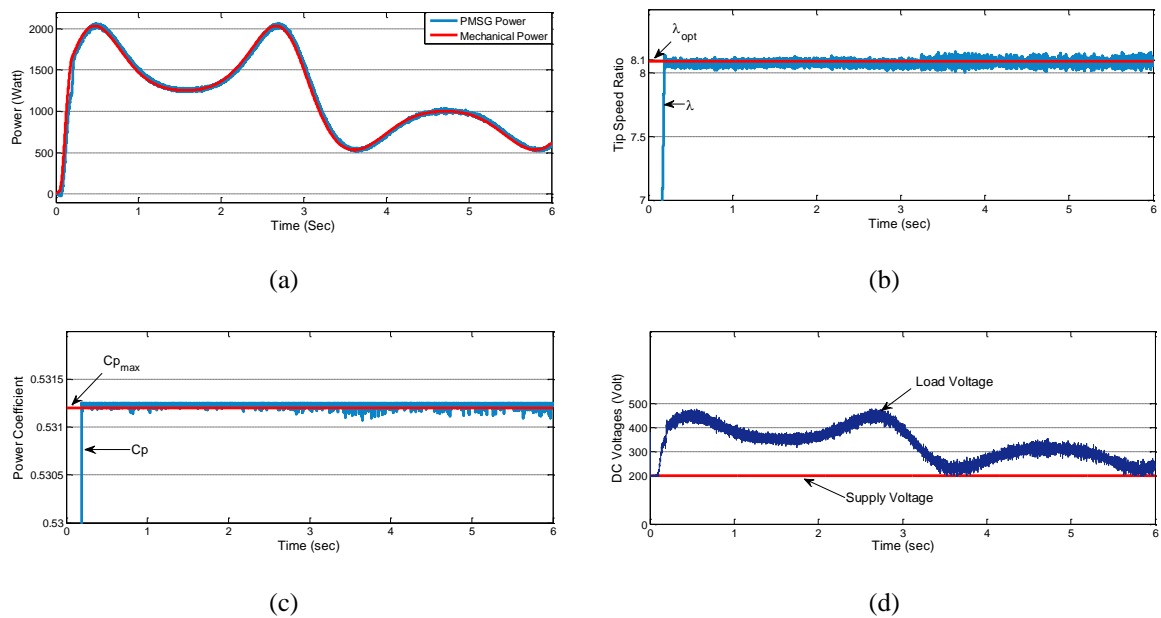 PMSG Power
Mechanical Power
2000
1500
1000
500
0
Power (Watt)
0 1 2 3 4 5 6
Time (Sec)
(a)
λopt
8.1
8
7.5
7
Tip Speed Ratio
λ
0 1 2 3 4 5 6
Time (sec)
(b)
Cpmax
0.5315
0.531
0.5305
0.53
Power Coefficient
Cp
0 1 2 3 4 5 6
Time (sec)
(c)
Load Voltage
500
400
300
200
0
DC Voltages (Volt)
Supply Voltage
0 1 2 3 4 5 6
Time (sec)
(d)